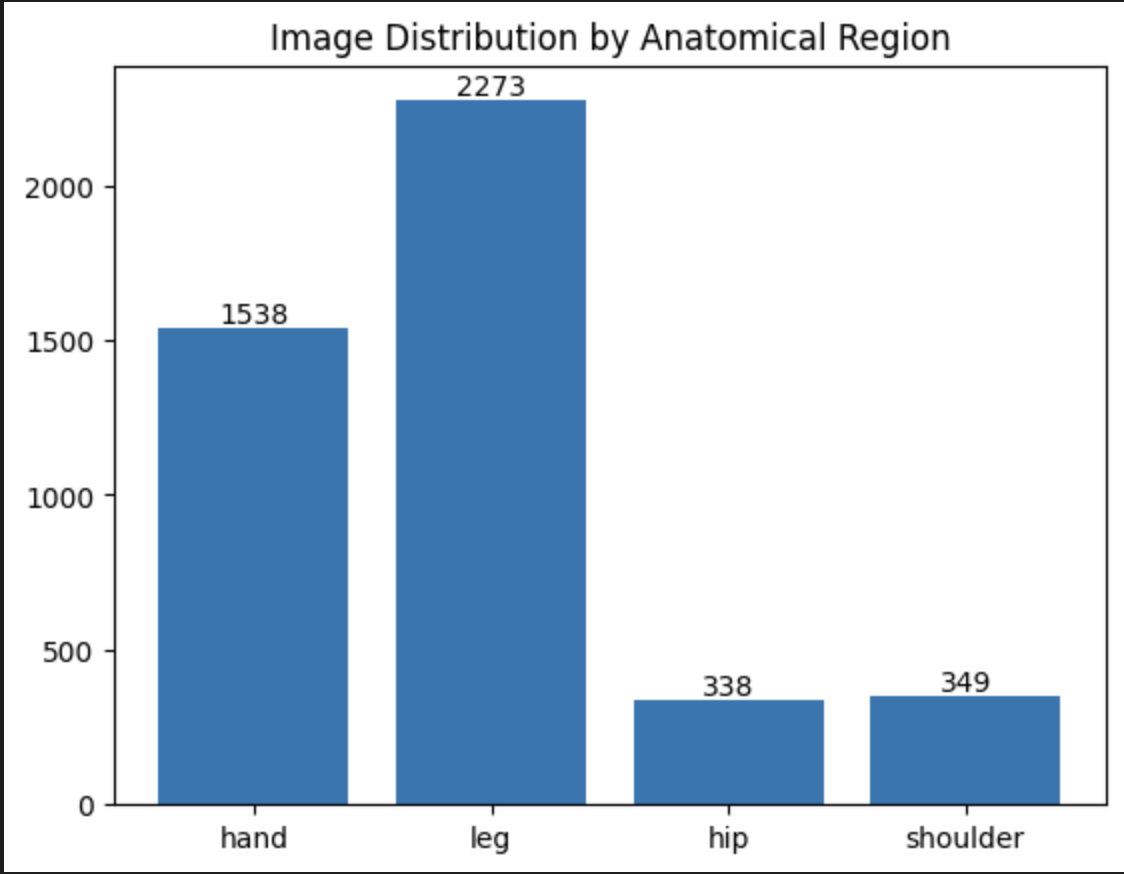 Image Distribution by Anatomical Region
2273
2000
1538
1500
1000
500
338
349
0
hand
leg
hip
shoulder